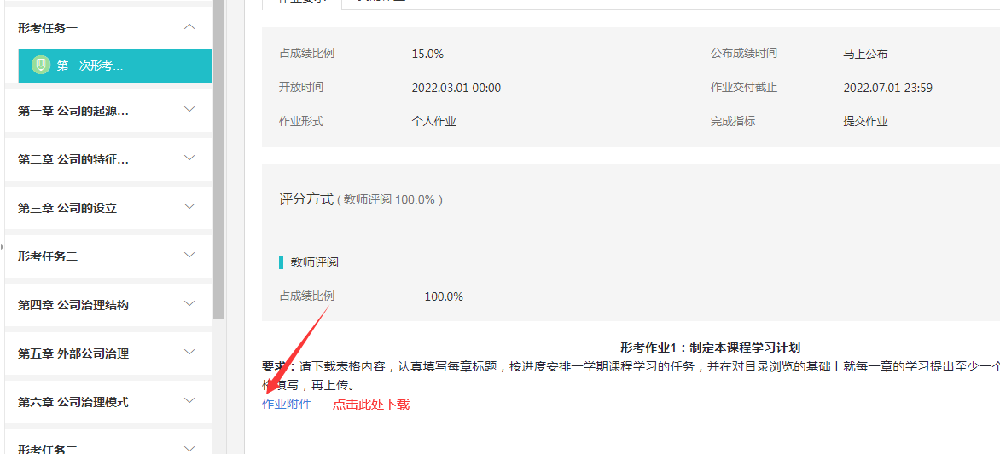 形考任务一
第一次形考...
第一章 公司的起源...
第二章 公司的特征...
第三章 公司的设立
形考任务二
第四章 公司治理结构
第五章 外部公司治理
第六章 公司治理模式
形考任务三
占成绩比例 15.0% 公布成绩时间 马上公布
开放时间 2022.03.01 00:00 作业交付截止 2022.07.01 23:59
作业形式 个人作业 完成指标 提交作业
评分方式 ( 教师评阅 100.0% )
教师评阅
占成绩比例 100.0%
形考作业1：制定本课程学习计划
要求：请下载表格内容，认真填写每章标题，按进度安排一学期课程学习的任务，并在对目录浏览的基础上就每一章的学习提出至少一个
格填写，再上传。
作业附件 点击此处下载